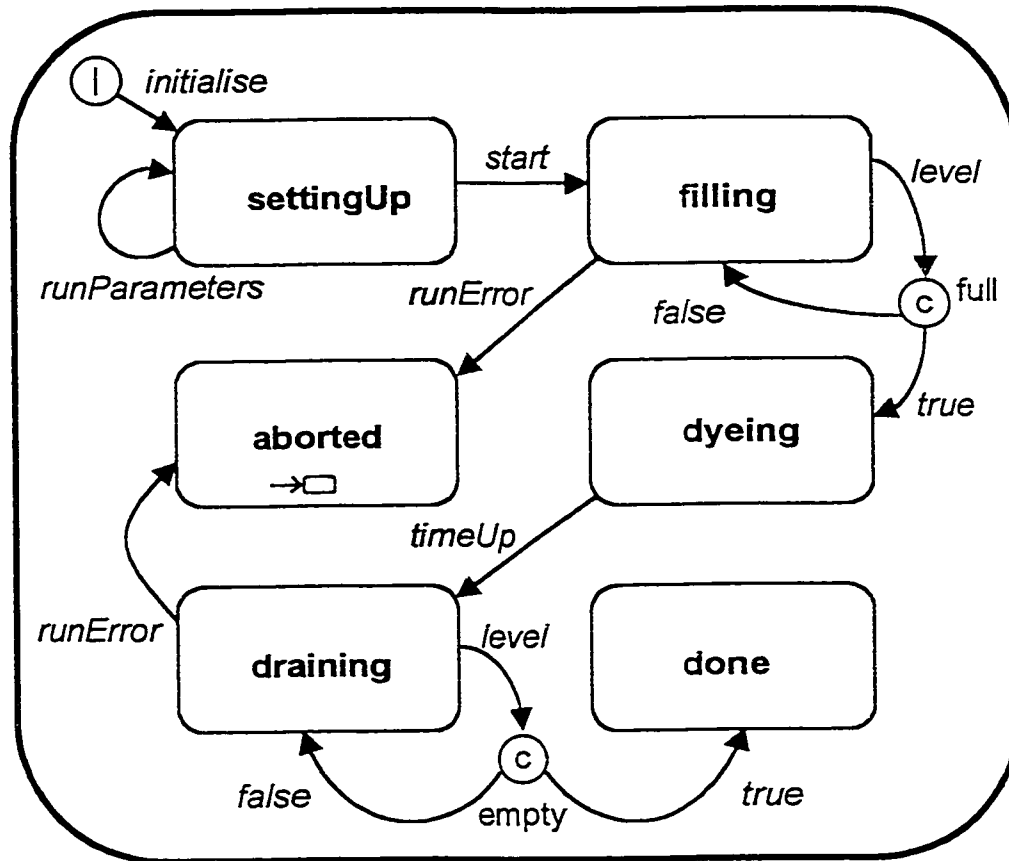 I
initialise
settingUp
start
filling
level
runParameters
runError
false
c
full
true
aborted
dyeing
timeUp
runError
draining
level
done
false
c
empty
true